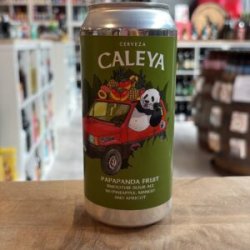 CERVEZA
CALEYA
PAPAPANDA FRUIT
SMOOTHIE SOUR ALE
W/PINEAPPLE, MANGO
AND APRICOT